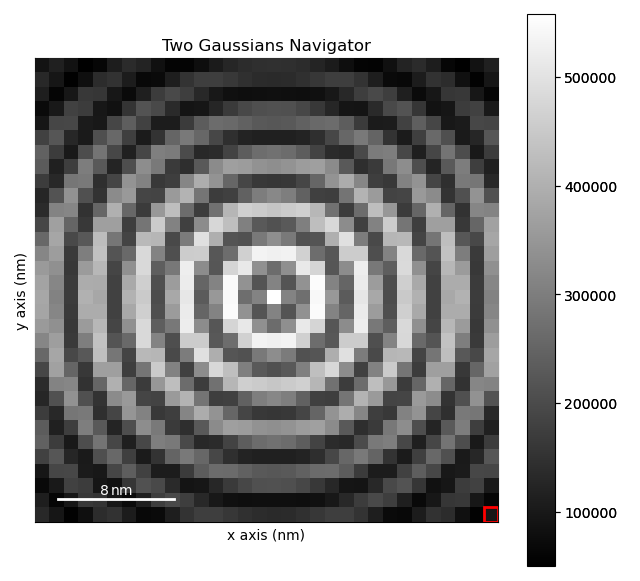 Two Gaussians Navigator
500000
400000
300000
200000
100000
y axis (nm)
8 nm
x axis (nm)